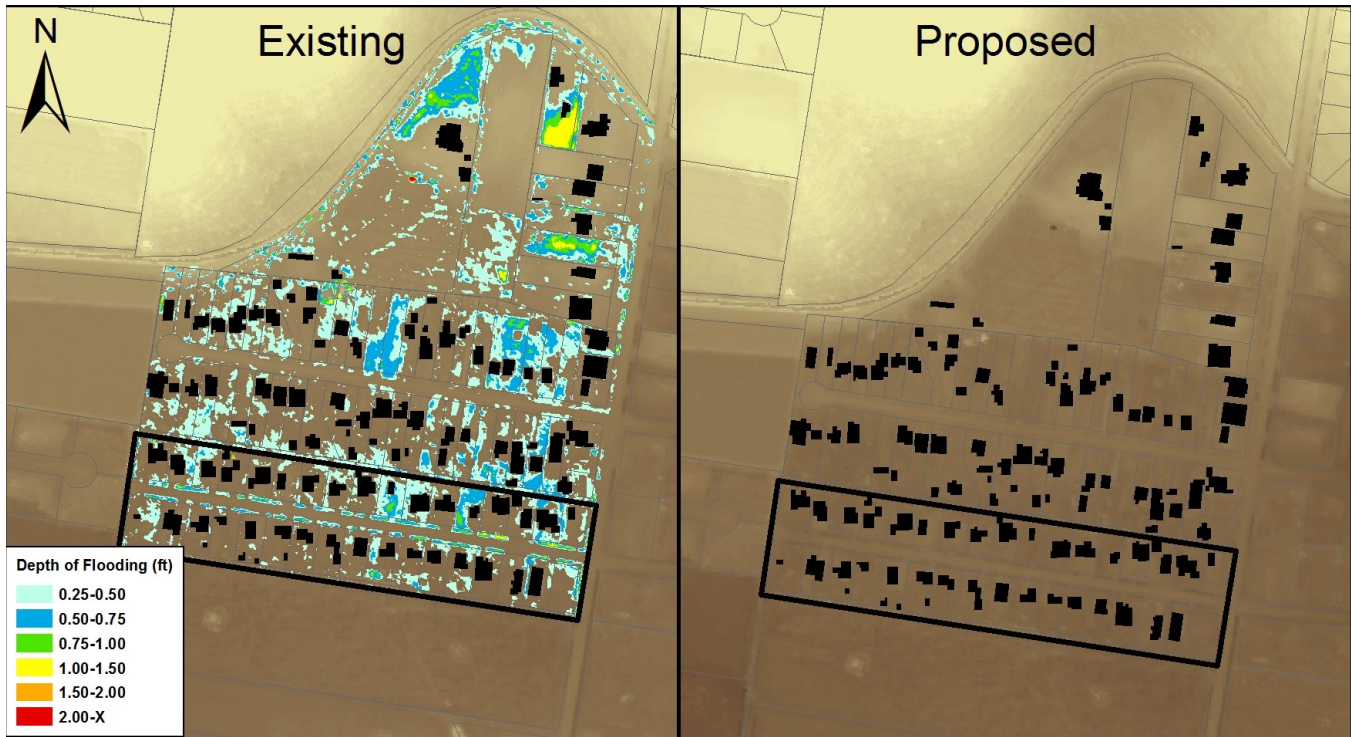 Existing
Proposed
N
Depth of Flooding (ft)
0.25-0.50
0.50-0.75
0.75-1.00
1.00-1.50
1.50-2.00
2.00-X